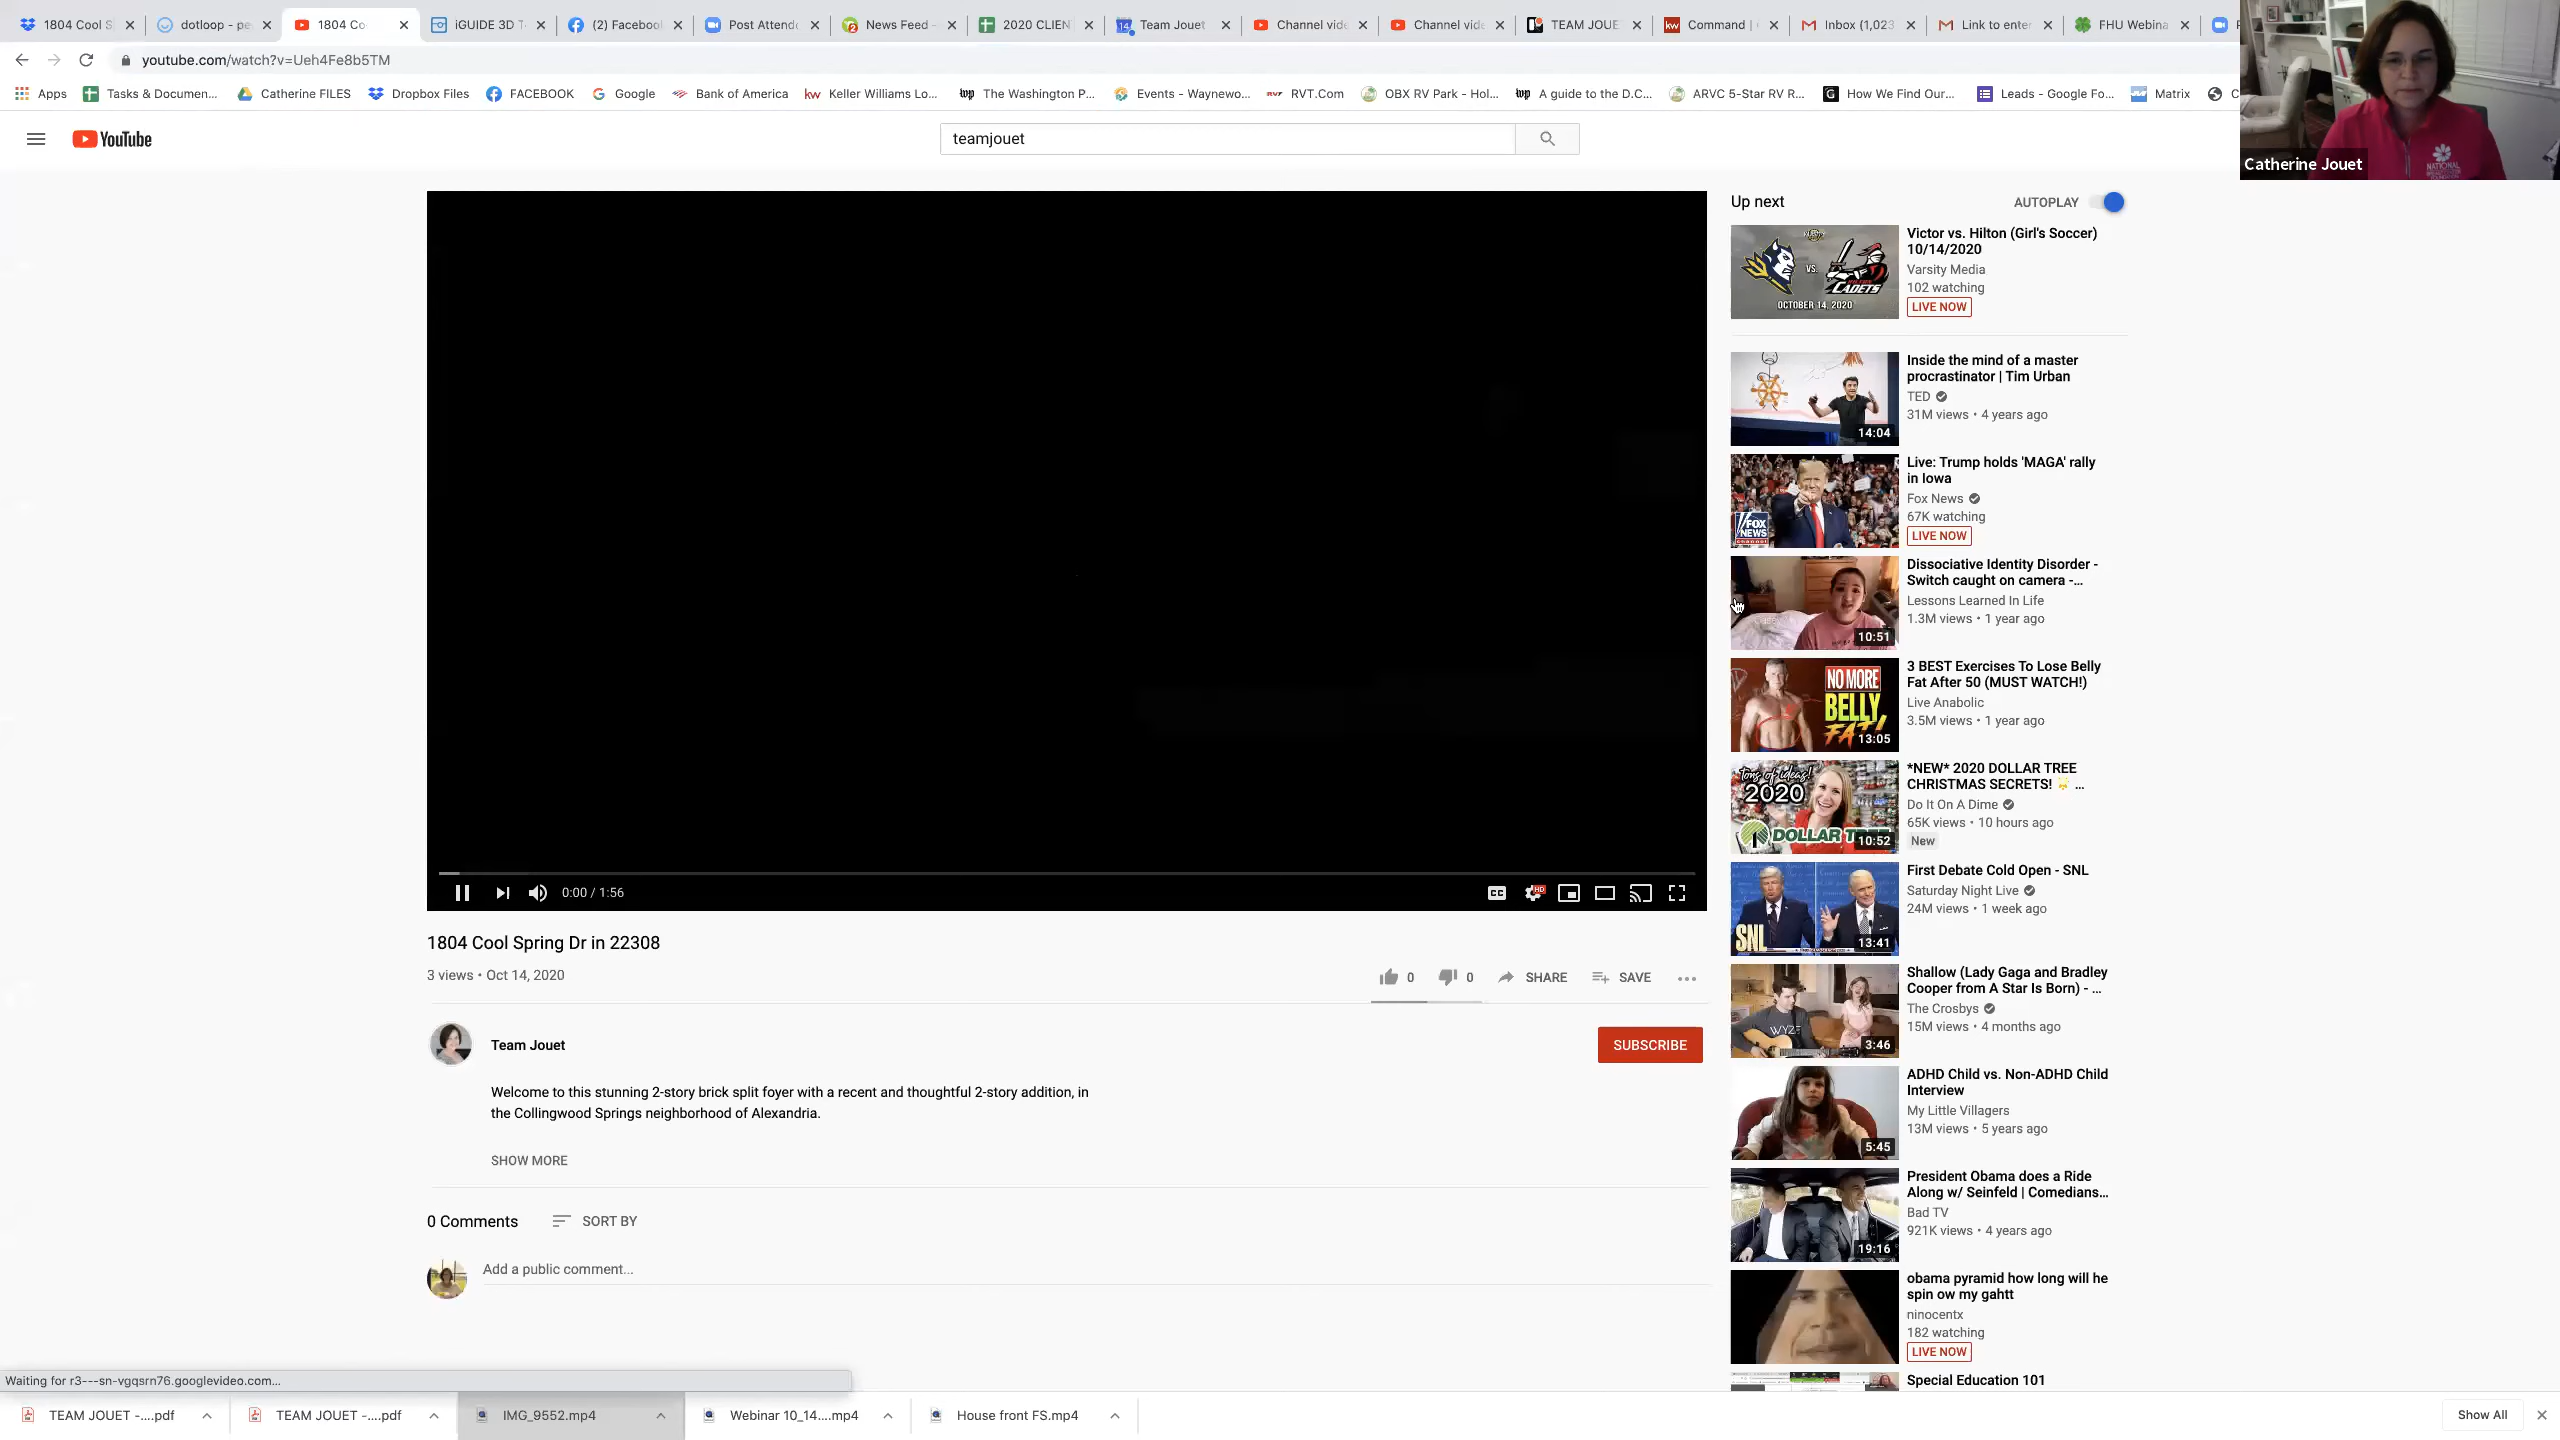 1804 Cool S
dotloop - pe
1804 Co
iGUIDE 3D T
(2) Facebook
Post Attend
News Feed -
2020 CLIEN
Team Jouet
Channel vide
Channel vide
TEAM JOUE
Command |
Inbox (1,023
Link to enter
FHU Webina
youtube.com/watch?v=Ueh4Fe8b5TM
Apps
Tasks & Documen...
Catherine FILES
Dropbox Files
FACEBOOK
Google
Bank of America
Keller Williams Lo...
The Washington P...
Events - Waynewo...
RVT.Com
OBX RV Park - Hol...
A guide to the D.C...
ARVC 5-Star RV R...
How We Find Our...
Leads - Google Fo...
Matrix
Catherine Jouet
YouTube
teamjouet
Up next
AUTOPLAY
VS.
CADETS
OCTOBER 14, 2020
Victor vs. Hilton (Girl's Soccer)
10/14/2020
Varsity Media
102 watching
LIVE NOW
14:04
Inside the mind of a master
procrastinator | Tim Urban
TED
31M views • 4 years ago
FOX
NEWS
Live: Trump holds 'MAGA' rally
in Iowa
Fox News
67K watching
LIVE NOW
10:51
Dissociative Identity Disorder -
Switch caught on camera -...
Lessons Learned In Life
1.3M views • 1 year ago
NO MORE
BELLY
FAT!
13:05
3 BEST Exercises To Lose Belly
Fat After 50 (MUST WATCH!)
Live Anabolic
3.5M views • 1 year ago
tons of ideas!
2020
DOLLAR TREE
10:52
*NEW* 2020 DOLLAR TREE
CHRISTMAS SECRETS! 🌟 ...
Do It On A Dime
65K views • 10 hours ago
New
SNL
13:41
First Debate Cold Open - SNL
Saturday Night Live
24M views • 1 week ago
WYZE
3:46
Shallow (Lady Gaga and Bradley
Cooper from A Star Is Born) - ...
The Crosbys
15M views • 4 months ago
5:45
ADHD Child vs. Non-ADHD Child
Interview
My Little Villagers
13M views • 5 years ago
19:16
President Obama does a Ride
Along w/ Seinfeld | Comedians...
Bad TV
921K views • 4 years ago
obama pyramid how long will he
spin ow my gahtt
ninocentx
182 watching
LIVE NOW
Special Education 101
0:00 / 1:56
CC
HD
1804 Cool Spring Dr in 22308
3 views • Oct 14, 2020
0
0
SHARE
SAVE
Team Jouet
SUBSCRIBE
Welcome to this stunning 2-story brick split foyer with a recent and thoughtful 2-story addition, in
the Collingwood Springs neighborhood of Alexandria.
SHOW MORE
0 Comments
SORT BY
Add a public comment...
Waiting for r3---sn-vgqsrn76.googlevideo.com...
TEAM JOUET -....pdf
TEAM JOUET -....pdf
IMG_9552.mp4
Webinar 10_14....mp4
House front FS.mp4
Show All